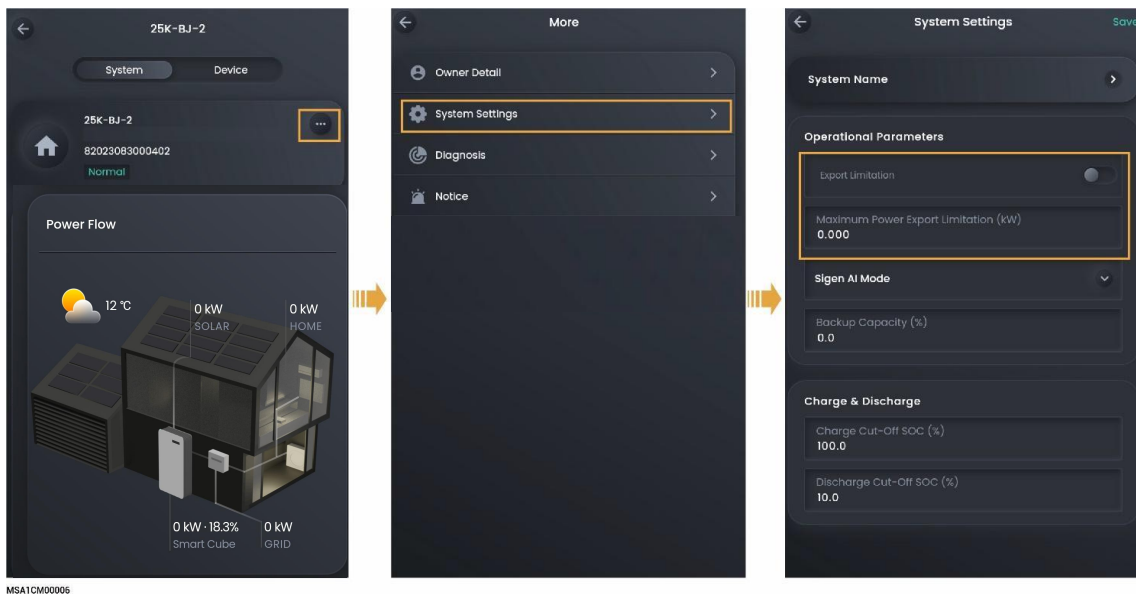 25K-BJ-2
System
Device
25K-BJ-2
82023083000402
Normal
Power Flow
12 ℃
0 kW
SOLAR
0 kW
HOME
0 kW · 18.3%
Smart Cube
0 kW
GRID
More
Owner Detail
System Settings
Diagnosis
Notice
System Settings
Save
System Name
Operational Parameters
Export Limitation
Maximum Power Export Limitation (kW)
0.000
Sigen AI Mode
Backup Capacity (%)
0.0
Charge & Discharge
Charge Cut-Off SOC (%)
100.0
Discharge Cut-Off SOC (%)
10.0
MSA1CM00006